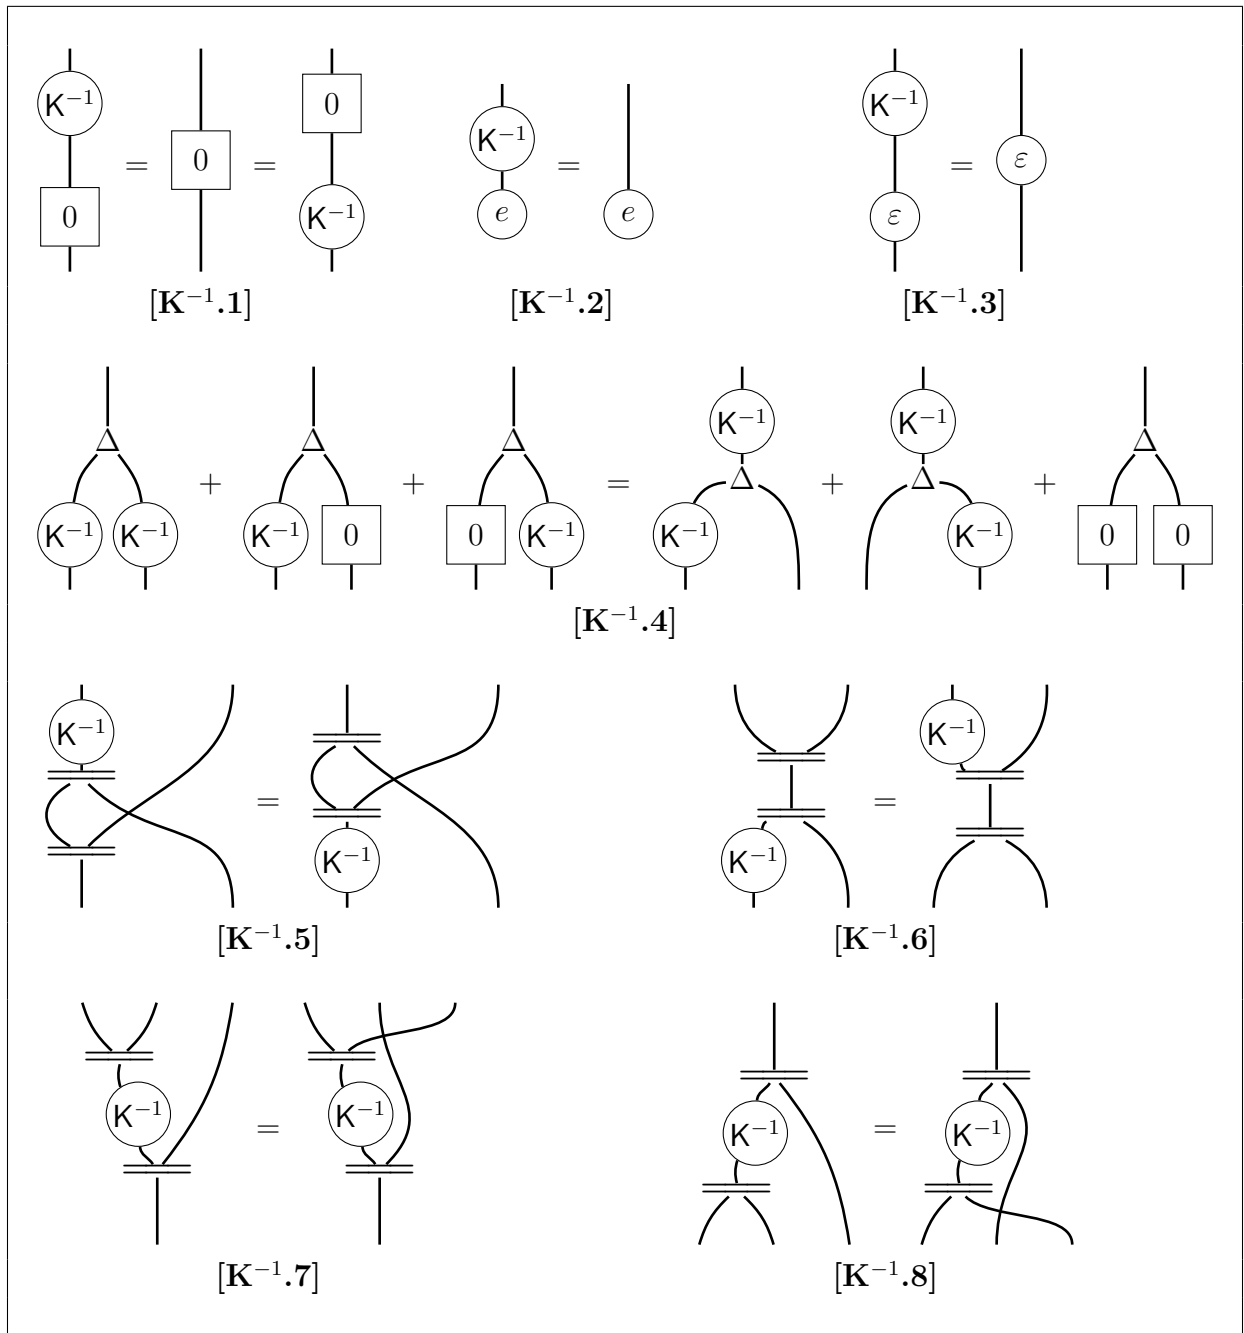 K⁻¹ 0 = 0 = 0 K⁻¹ K⁻¹ e = e K⁻¹ ε = ε
[K⁻¹.1] [K⁻¹.2] [K⁻¹.3]
Δ K⁻¹ K⁻¹ + Δ K⁻¹ 0 + Δ 0 K⁻¹ = K⁻¹ Δ K⁻¹ + K⁻¹ Δ K⁻¹ + Δ 0 0
[K⁻¹.4]
K⁻¹ = K⁻¹ K⁻¹ = K⁻¹
[K⁻¹.5] [K⁻¹.6]
K⁻¹ = K⁻¹ K⁻¹ = K⁻¹
[K⁻¹.7] [K⁻¹.8]